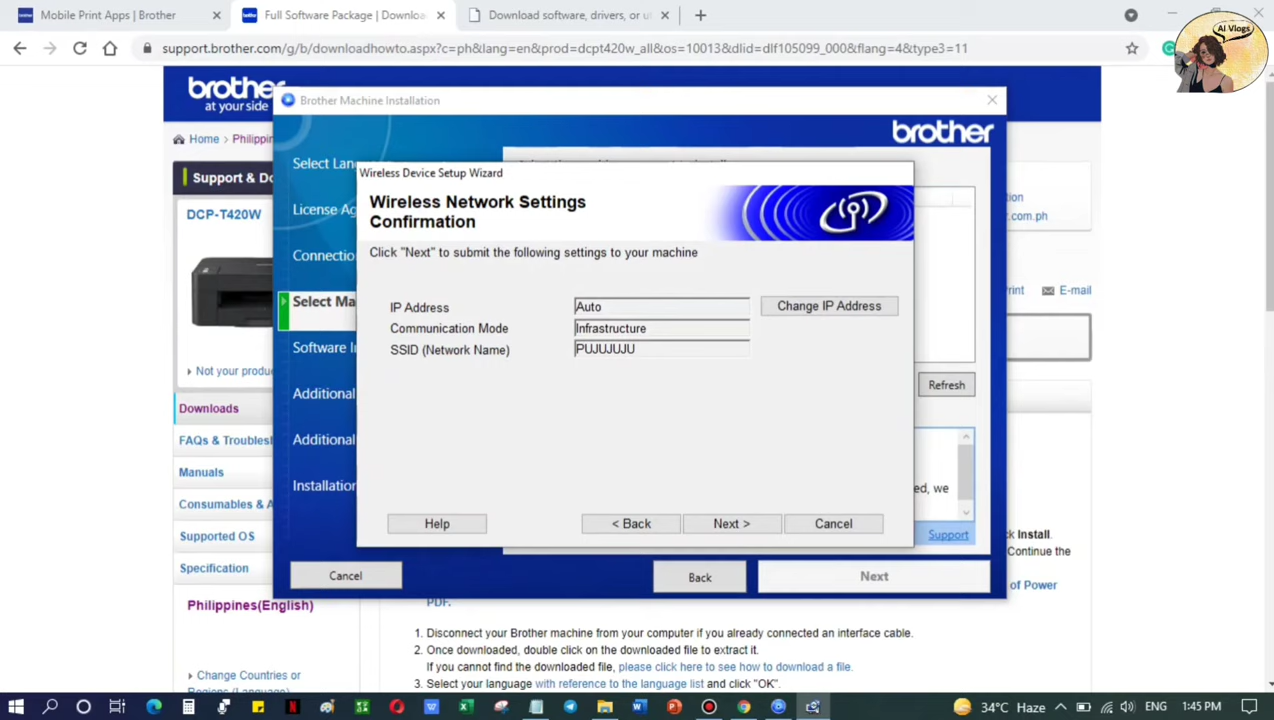 Mobile Print Apps | Brother
Full Software Package | Downloa
Download software, drivers, or ut
support.brother.com/g/b/downloadhowto.aspx?c=ph&lang=en&prod=dcpt420w_all&os=10013&dlid=dlf105099_000&flang=4&type3=11
AI Vlogs
brother
at your side
Home > Philippin
Support & Do
DCP-T420W
Not your produ
Downloads
FAQs & Troublesh
Manuals
Consumables & A
Supported OS
Specification
Philippines(English)
Change Countries or
Regions (Language)
Brother Machine Installation
brother
Select Lan
License Ag
Connectio
Select Ma
Software In
Additional
Additional
Installation
Wireless Device Setup Wizard
Wireless Network Settings
Confirmation
Click "Next" to submit the following settings to your machine
IP Address Auto Change IP Address
Communication Mode Infrastructure
SSID (Network Name) PUJUJUJU
Help < Back Next > Cancel
Refresh
ed, we
Support
Cancel Back Next
tion
.com.ph
rint E-mail
ck Install.
Continue the
of Power
PDF.
1. Disconnect your Brother machine from your computer if you already connected an interface cable.
2. Once downloaded, double click on the downloaded file to extract it.
If you cannot find the downloaded file, please click here to see how to download a file.
3. Select your language with reference to the language list and click "OK".
34°C Haze ENG 1:45 PM